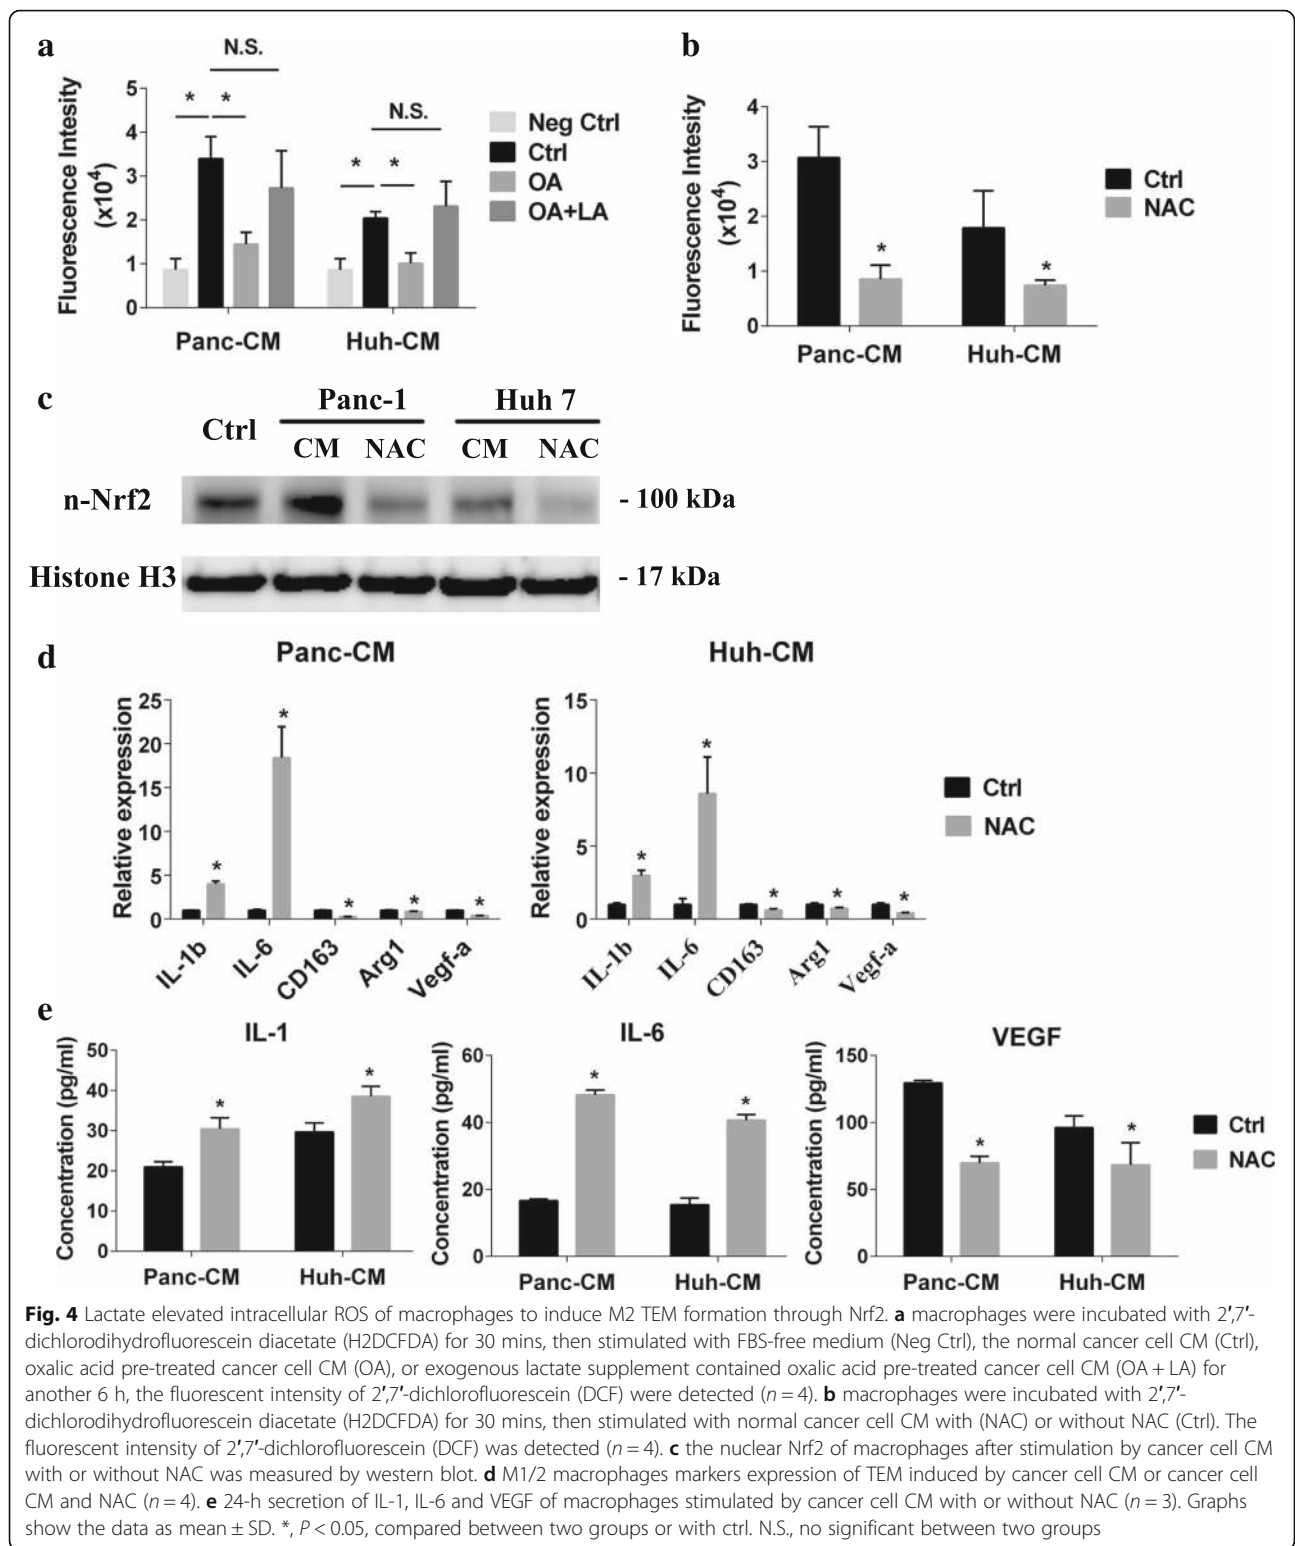 a
N.S.
5
4
3
2
1
0
Fluorescence Intesity
(x10⁴)
* *
N.S.
* *
Panc-CM Huh-CM
Neg Ctrl
Ctrl
OA
OA+LA
b
4
3
2
1
0
Fluorescence Intesity
(x10⁴)
* *
Panc-CM Huh-CM
Ctrl
NAC
c
Panc-1 Huh 7
Ctrl CM NAC CM NAC
n-Nrf2 - 100 kDa
Histone H3 - 17 kDa
d
Panc-CM
Relative expression
25
20
15
10
5
0
* * * * *
IL-1b IL-6 CD163 Arg1 Vegf-a
Huh-CM
Relative expression
15
10
5
0
* * * * *
IL-1b IL-6 CD163 Arg1 Vegf-a
Ctrl
NAC
e
IL-1
Concentration (pg/ml)
50
40
30
20
10
0
* *
Panc-CM Huh-CM
IL-6
Concentration (pg/ml)
60
40
20
0
* *
Panc-CM Huh-CM
VEGF
Concentration (pg/ml)
150
100
50
0
* *
Panc-CM Huh-CM
Ctrl
NAC
Fig. 4 Lactate elevated intracellular ROS of macrophages to induce M2 TEM formation through Nrf2. a macrophages were incubated with 2′,7′-
dichlorodihydrofluorescein diacetate (H2DCFDA) for 30 mins, then stimulated with FBS-free medium (Neg Ctrl), the normal cancer cell CM (Ctrl),
oxalic acid pre-treated cancer cell CM (OA), or exogenous lactate supplement contained oxalic acid pre-treated cancer cell CM (OA + LA) for
another 6 h, the fluorescent intensity of 2′,7′-dichlorofluorescein (DCF) were detected (n = 4). b macrophages were incubated with 2′,7′-
dichlorodihydrofluorescein diacetate (H2DCFDA) for 30 mins, then stimulated with normal cancer cell CM with (NAC) or without NAC (Ctrl). The
fluorescent intensity of 2′,7′-dichlorofluorescein (DCF) was detected (n = 4). c the nuclear Nrf2 of macrophages after stimulation by cancer cell CM
with or without NAC was measured by western blot. d M1/2 macrophages markers expression of TEM induced by cancer cell CM or cancer cell
CM and NAC (n = 4). e 24-h secretion of IL-1, IL-6 and VEGF of macrophages stimulated by cancer cell CM with or without NAC (n = 3). Graphs
show the data as mean ± SD. *, P < 0.05, compared between two groups or with ctrl. N.S., no significant between two groups